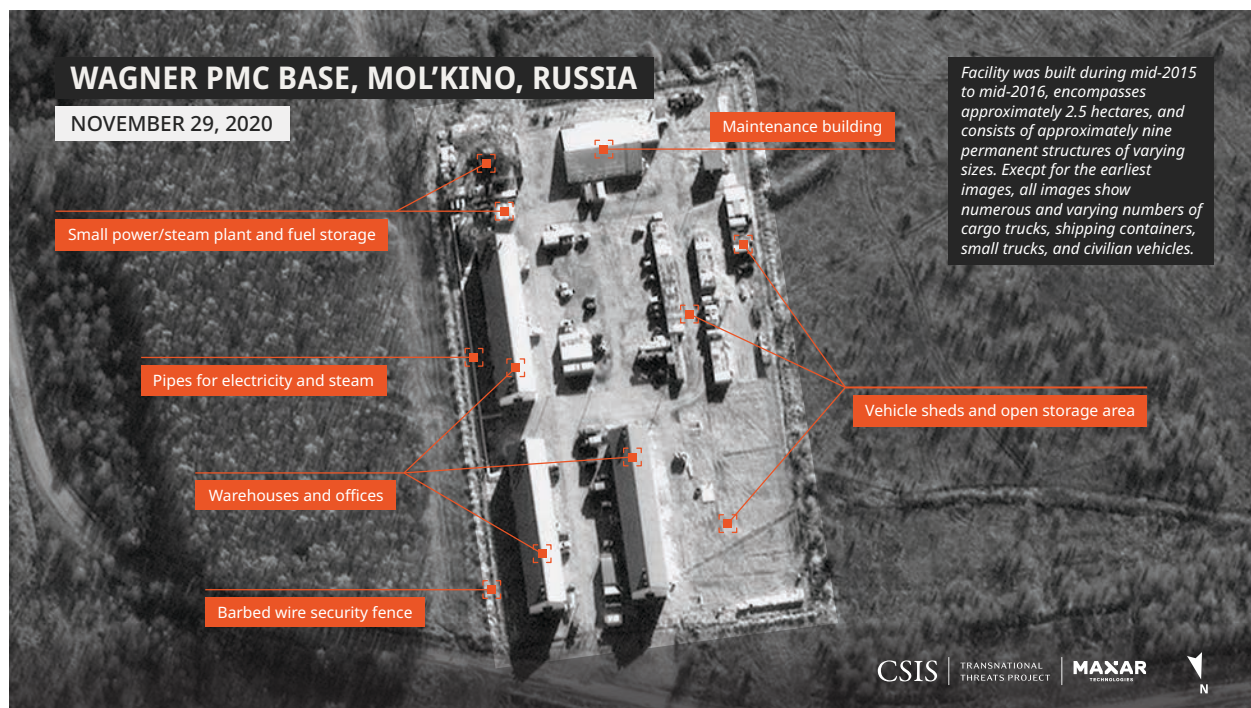 WAGNER PMC BASE, MOL'KINO, RUSSIA
NOVEMBER 29, 2020
Facility was built during mid-2015
to mid-2016, encompasses
approximately 2.5 hectares, and
consists of approximately nine
permanent structures of varying
sizes. Execpt for the earliest
images, all images show
numerous and varying numbers of
cargo trucks, shipping containers,
small trucks, and civilian vehicles.
Maintenance building
Small power/steam plant and fuel storage
Pipes for electricity and steam
Vehicle sheds and open storage area
Warehouses and offices
Barbed wire security fence
CSIS
TRANSNATIONAL
THREATS PROJECT
MAXAR
TECHNOLOGIES
N